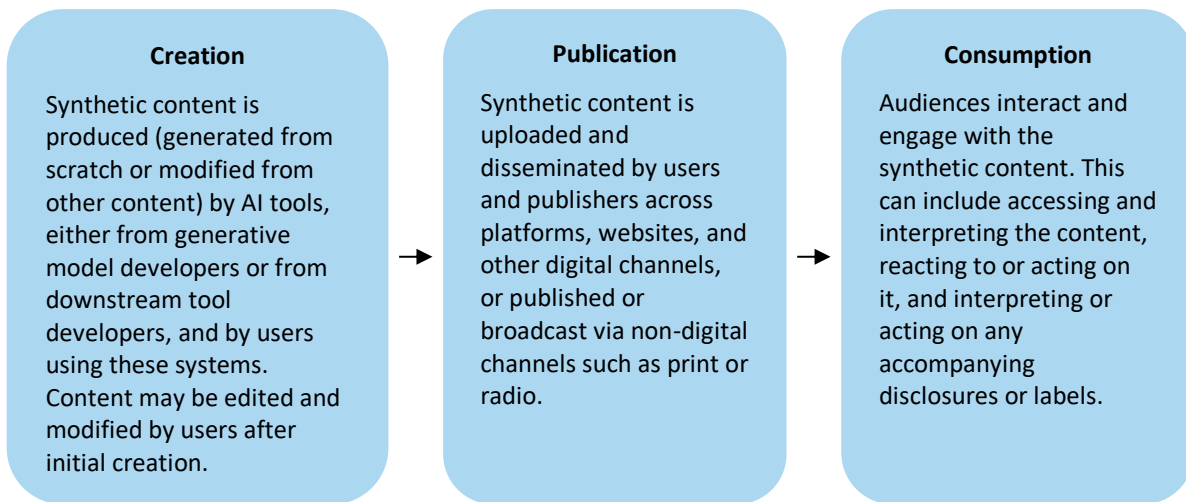 Creation
Synthetic content is
produced (generated from
scratch or modified from
other content) by AI tools,
either from generative
model developers or from
downstream tool
developers, and by users
using these systems.
Content may be edited and
modified by users after
initial creation.
Publication
Synthetic content is
uploaded and
disseminated by users
and publishers across
platforms, websites, and
other digital channels,
or published or
broadcast via non-digital
channels such as print or
radio.
Consumption
Audiences interact and
engage with the
synthetic content. This
can include accessing and
interpreting the content,
reacting to or acting on
it, and interpreting or
acting on any
accompanying
disclosures or labels.